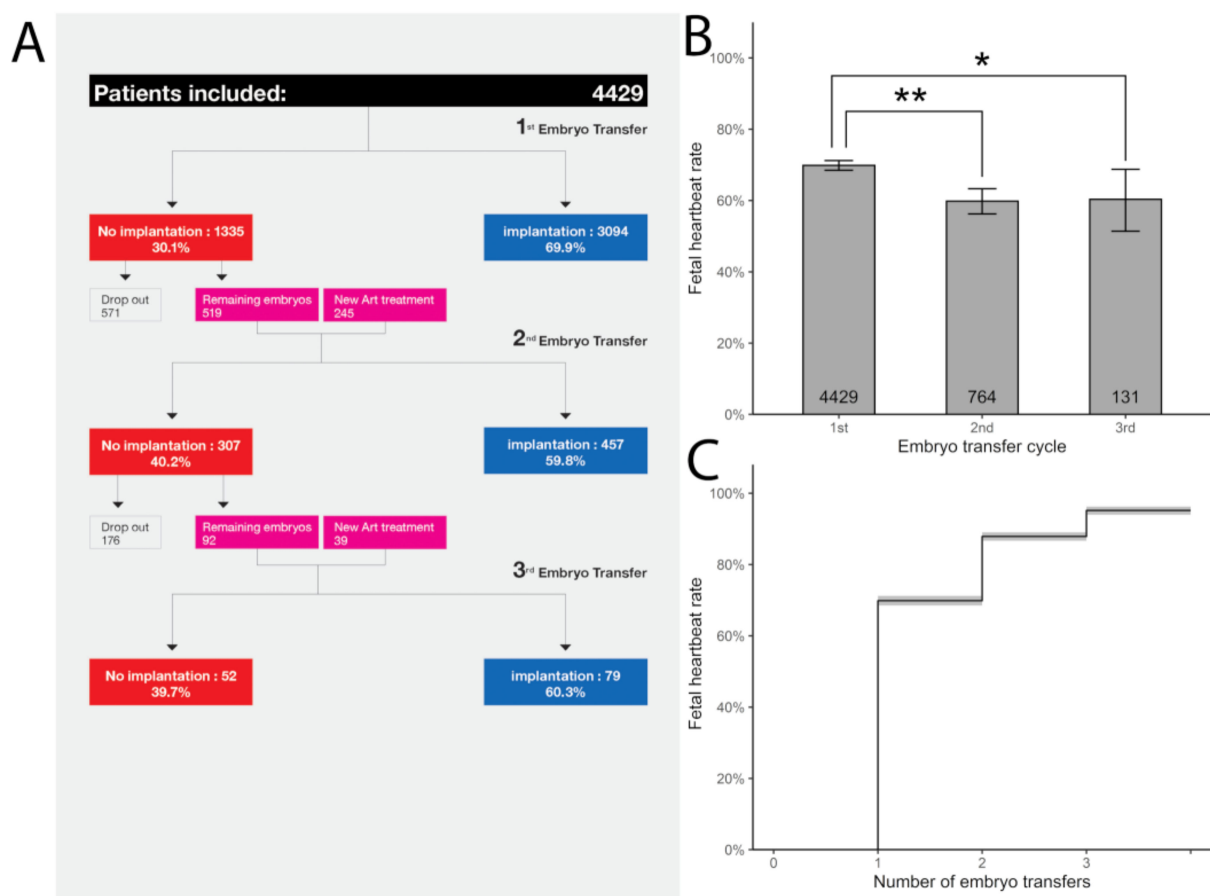 A
Patients included: 4429
1st Embryo Transfer
No implantation : 1335
30.1%
implantation : 3094
69.9%
Drop out
571
Remaining embryos
519
New Art treatment
245
2nd Embryo Transfer
No implantation : 307
40.2%
implantation : 457
59.8%
Drop out
176
Remaining embryos
92
New Art treatment
39
3rd Embryo Transfer
No implantation : 52
39.7%
implantation : 79
60.3%
B
Fetal heartbeat rate
100%
80%
60%
40%
20%
0%
*
**
4429
764
131
1st
2nd
3rd
Embryo transfer cycle
C
Fetal heartbeat rate
100%
80%
60%
40%
20%
0%
0
1
2
3
Number of embryo transfers